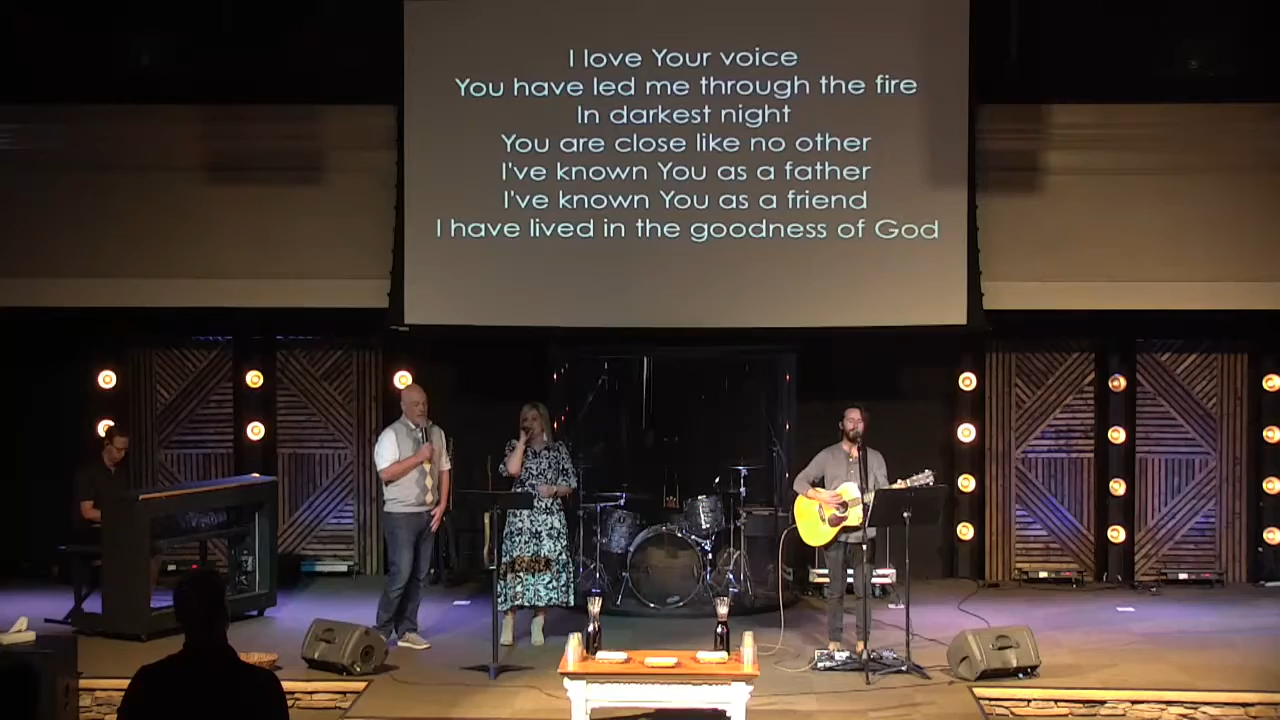 I love Your voice
You have led me through the fire
In darkest night
You are close like no other
I've known You as a father
I've known You as a friend
I have lived in the goodness of God